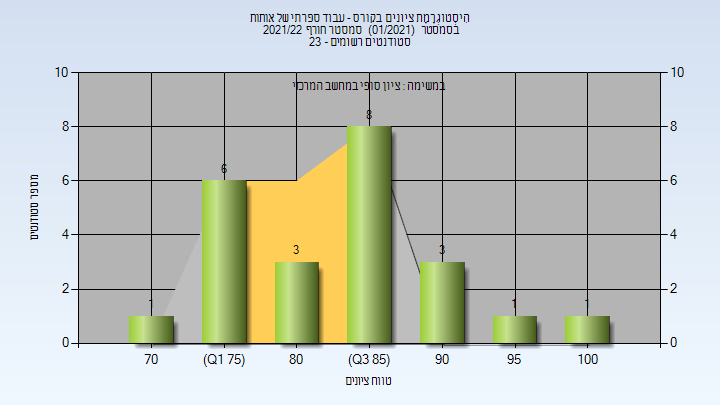 היסטוגרמת ציונים בקורס - עבוד ספרתי של אותות
בסמסטר (01/2021) סמסטר חורף 2021/22
סטודנטים רשומים - 23
במשימה : ציון סופי במחשב המרכזי
10 10
8 8
6 6
4 4
2 2
0 0
1 6 3 8 3 1 1
70 (Q1 75) 80 (Q3 85) 90 95 100
מספר סטודנטים
טווח ציונים